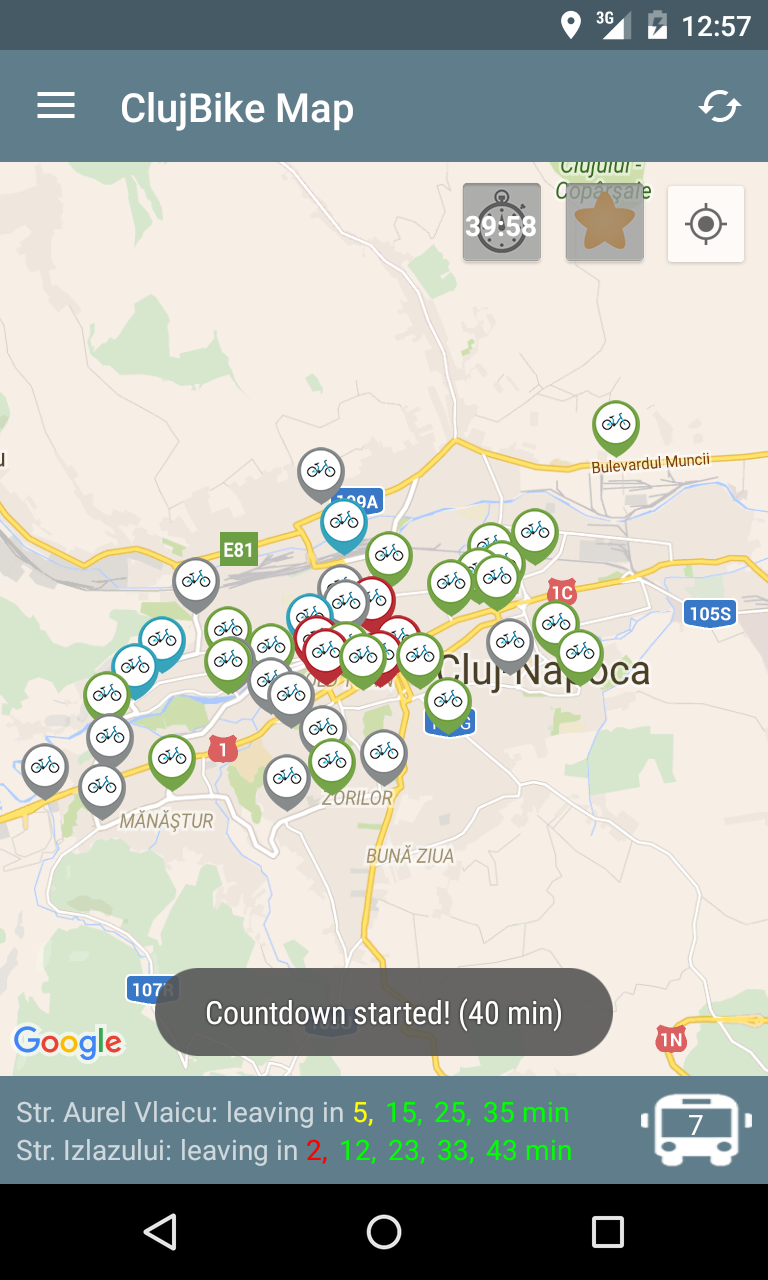 3G 12:57
ClujBike Map
Clujului -
Copârșaie
39:58
Bulevardul Muncii
109A
E81
1C
105S
Cluj-Napoca
1
ZORILOR
MĂNĂȘTUR
BUNĂ ZIUA
107R
Countdown started! (40 min)
Google
1N
Str. Aurel Vlaicu: leaving in 5, 15, 25, 35 min
7
Str. Izlazului: leaving in 2, 12, 23, 33, 43 min